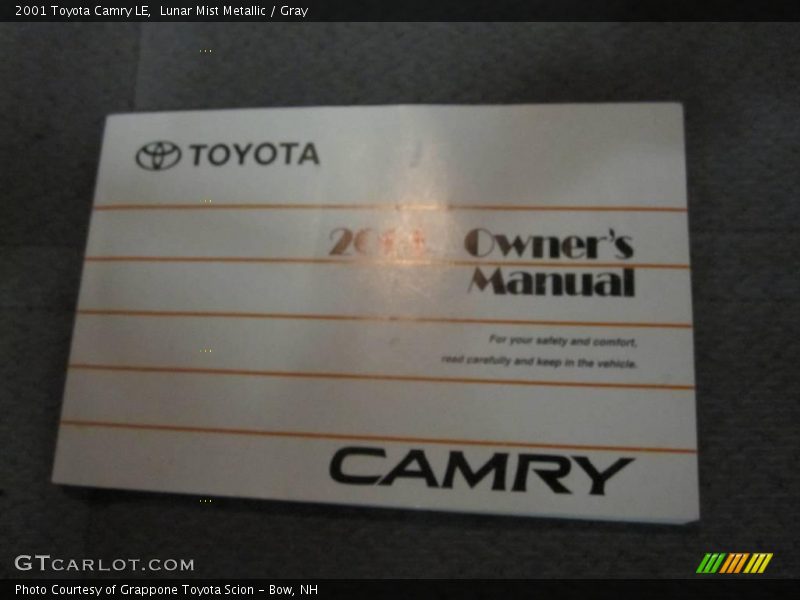 2001 Toyota Camry LE,  Lunar Mist Metallic / Gray
TOYOTA
Owner's
Manual
For your safety and comfort,
read carefully and keep in the vehicle.
CAMRY
GTCARLOT.COM
Photo Courtesy of Grappone Toyota Scion - Bow, NH